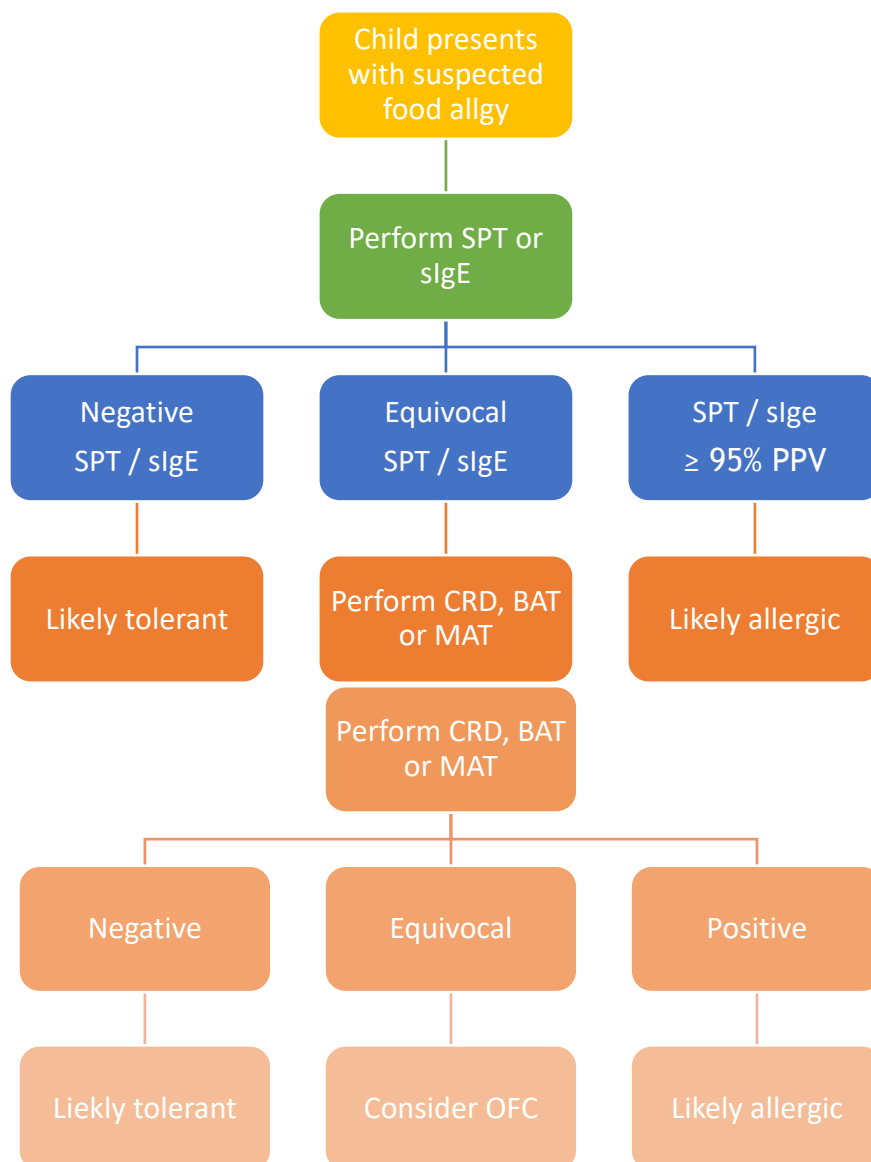 Child presents
with suspected
food allgy
Perform SPT or
sIgE
Negative
SPT / sIgE
Equivocal
SPT / sIgE
SPT / sIge
≥ 95% PPV
Likely tolerant
Perform CRD, BAT
or MAT
Likely allergic
Perform CRD, BAT
or MAT
Negative
Equivocal
Positive
Liekly tolerant
Consider OFC
Likely allergic